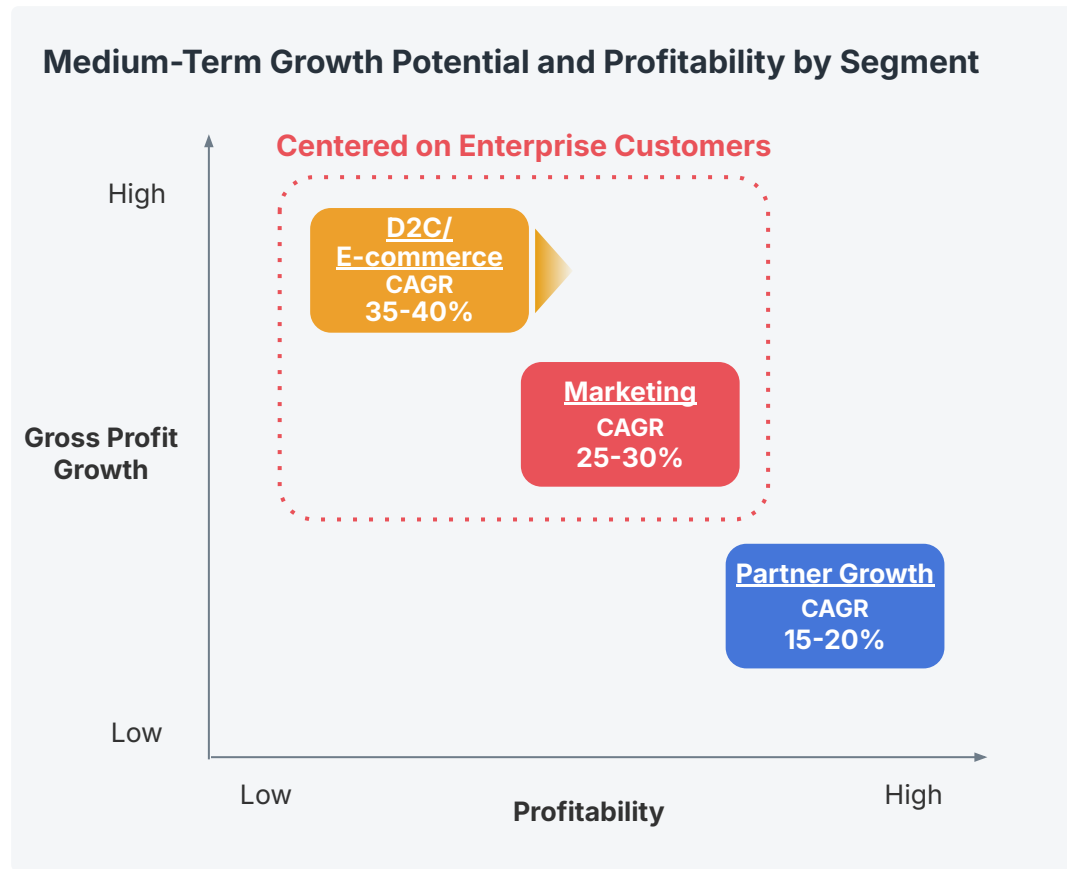 Medium-Term Growth Potential and Profitability by Segment
Centered on Enterprise Customers
High
D2C/
E-commerce
CAGR
35-40%
Marketing
CAGR
25-30%
Gross Profit
Growth
Partner Growth
CAGR
15-20%
Low
Low
Profitability
High